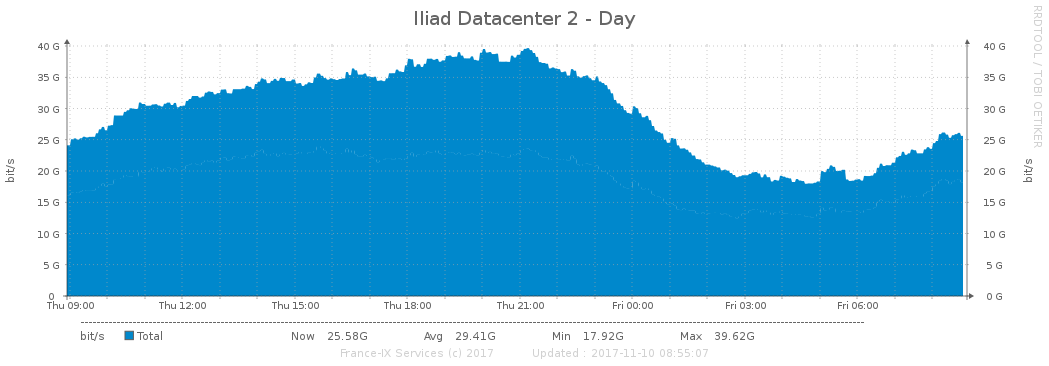 Iliad Datacenter 2 - Day
RRDTOOL / TOBI OETIKER
40 G 40 G
35 G 35 G
30 G 30 G
25 G 25 G
20 G 20 G
15 G 15 G
10 G 10 G
5 G 5 G
0 0 G
bit/s bit/s
Thu 09:00 Thu 12:00 Thu 15:00 Thu 18:00 Thu 21:00 Fri 00:00 Fri 03:00 Fri 06:00
bit/s Total Now 25.58G Avg 29.41G Min 17.92G Max 39.62G
France-IX Services (c) 2017 Updated : 2017-11-10 08:55:07